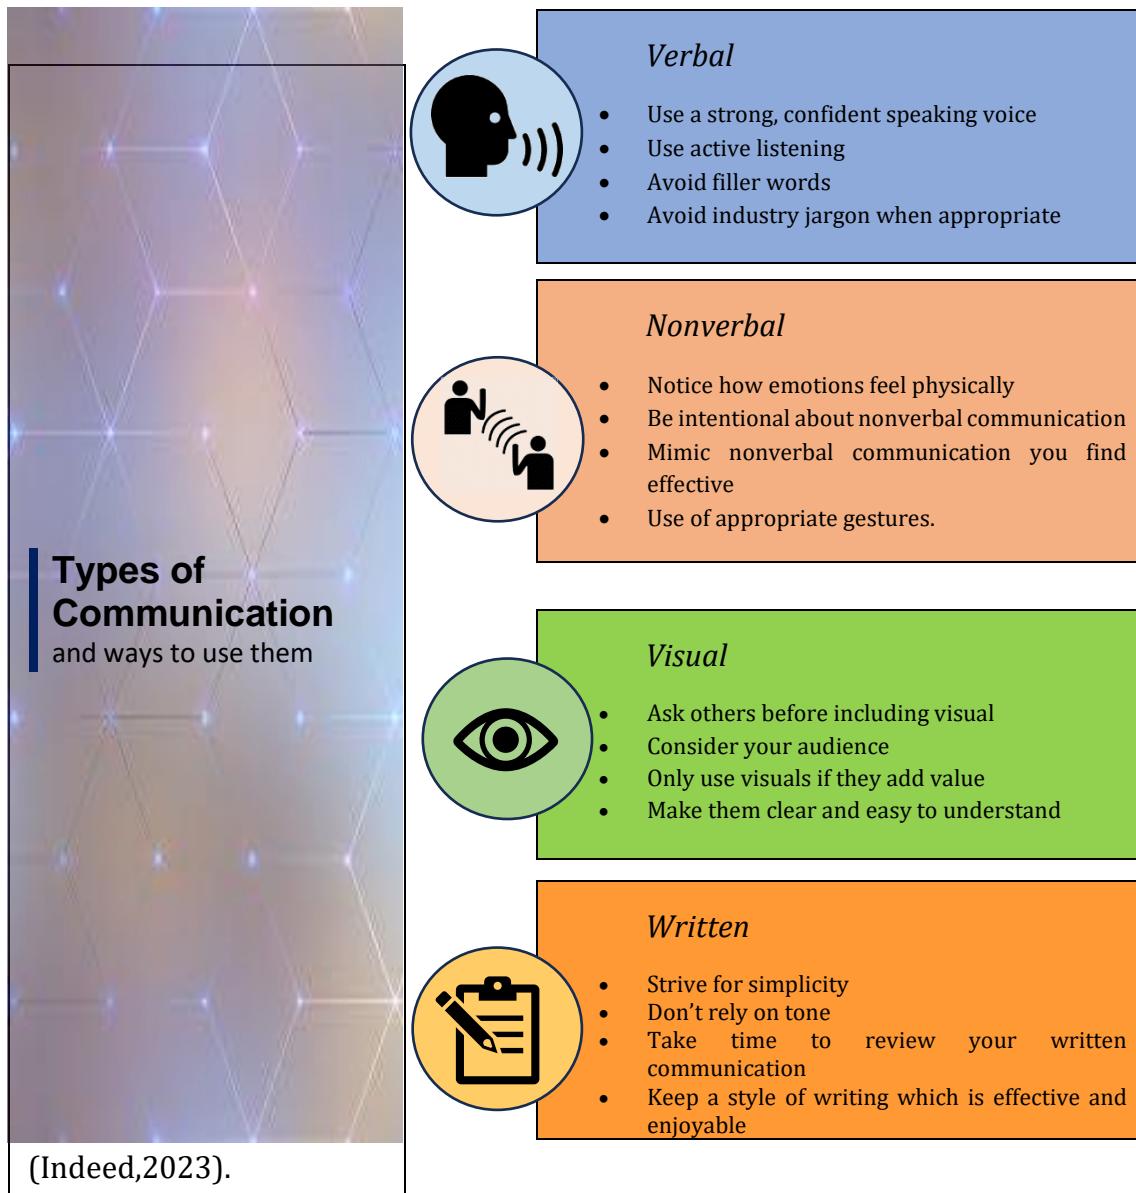 Types of
Communication
and ways to use them
(Indeed,2023).
Verbal
• Use a strong, confident speaking voice
• Use active listening
• Avoid filler words
• Avoid industry jargon when appropriate
Nonverbal
• Notice how emotions feel physically
• Be intentional about nonverbal communication
• Mimic nonverbal communication you find
effective
• Use of appropriate gestures.
Visual
• Ask others before including visual
• Consider your audience
• Only use visuals if they add value
• Make them clear and easy to understand
Written
• Strive for simplicity
• Don’t rely on tone
• Take time to review your written
communication
• Keep a style of writing which is effective and
enjoyable